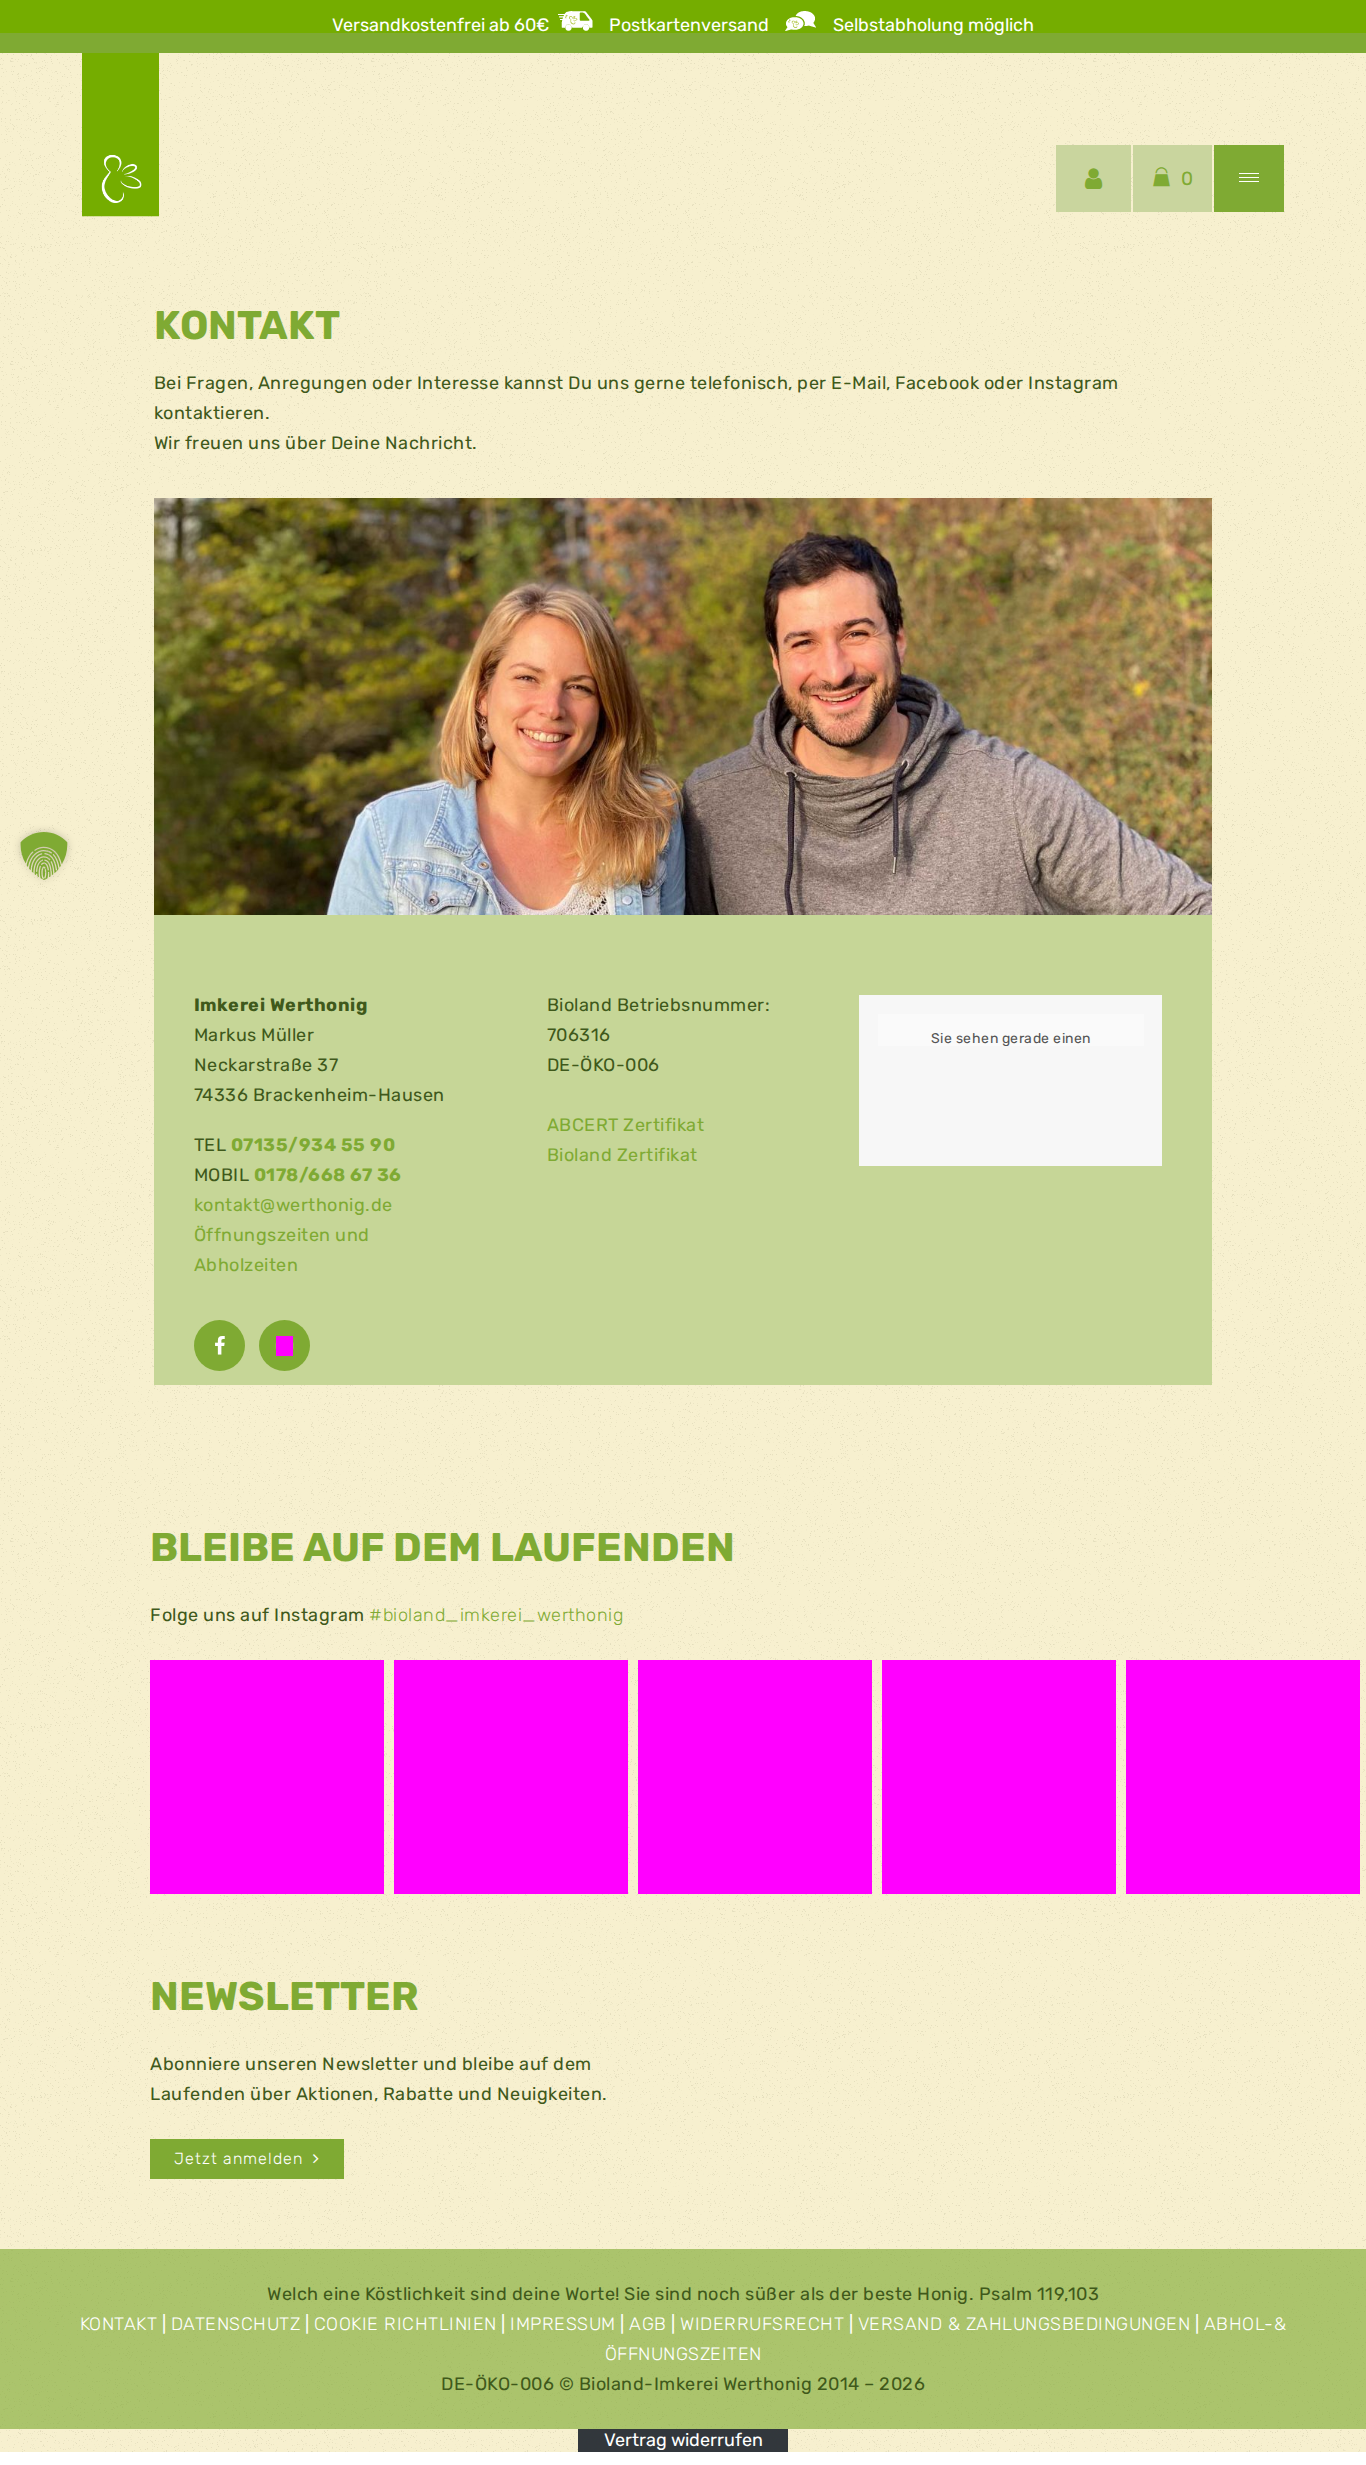 Versandkostenfrei ab 60€ Postkartenversand Selbstabholung möglich
0
KONTAKT
Bei Fragen, Anregungen oder Interesse kannst Du uns gerne telefonisch, per E-Mail, Facebook oder Instagram
kontaktieren.
Wir freuen uns über Deine Nachricht.
Imkerei Werthonig
Markus Müller
Neckarstraße 37
74336 Brackenheim-Hausen
TEL 07135/934 55 90
MOBIL 0178/668 67 36
kontakt@werthonig.de
Öffnungszeiten und
Abholzeiten
Bioland Betriebsnummer:
706316
DE-ÖKO-006
ABCERT Zertifikat
Bioland Zertifikat
Sie sehen gerade einen
BLEIBE AUF DEM LAUFENDEN
Folge uns auf Instagram #bioland_imkerei_werthonig
NEWSLETTER
Abonniere unseren Newsletter und bleibe auf dem
Laufenden über Aktionen, Rabatte und Neuigkeiten.
Jetzt anmelden >
Welch eine Köstlichkeit sind deine Worte! Sie sind noch süßer als der beste Honig. Psalm 119,103
KONTAKT | DATENSCHUTZ | COOKIE RICHTLINIEN | IMPRESSUM | AGB | WIDERRUFSRECHT | VERSAND & ZAHLUNGSBEDINGUNGEN | ABHOL-&
ÖFFNUNGSZEITEN
DE-ÖKO-006 © Bioland-Imkerei Werthonig 2014 – 2026
Vertrag widerrufen